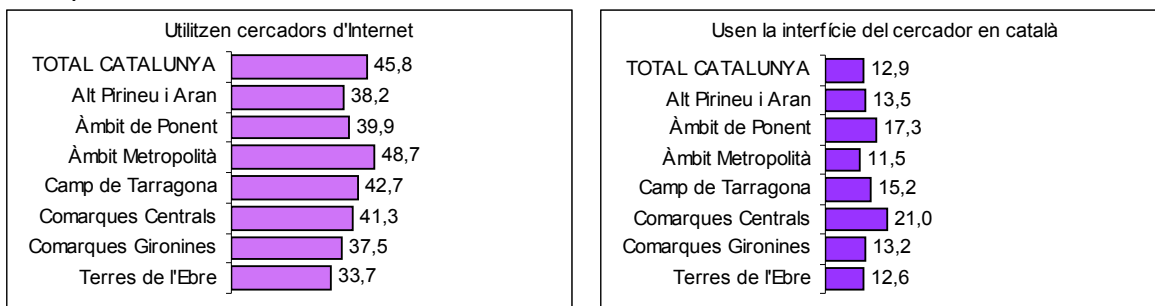 Utilitzen cercadors d'Internet
TOTAL CATALUNYA 45,8
Alt Pirineu i Aran 38,2
Àmbit de Ponent 39,9
Àmbit Metropolità 48,7
Camp de Tarragona 42,7
Comarques Centrals 41,3
Comarques Gironines 37,5
Terres de l'Ebre 33,7
Usen la interfície del cercador en català
TOTAL CATALUNYA 12,9
Alt Pirineu i Aran 13,5
Àmbit de Ponent 17,3
Àmbit Metropolità 11,5
Camp de Tarragona 15,2
Comarques Centrals 21,0
Comarques Gironines 13,2
Terres de l'Ebre 12,6